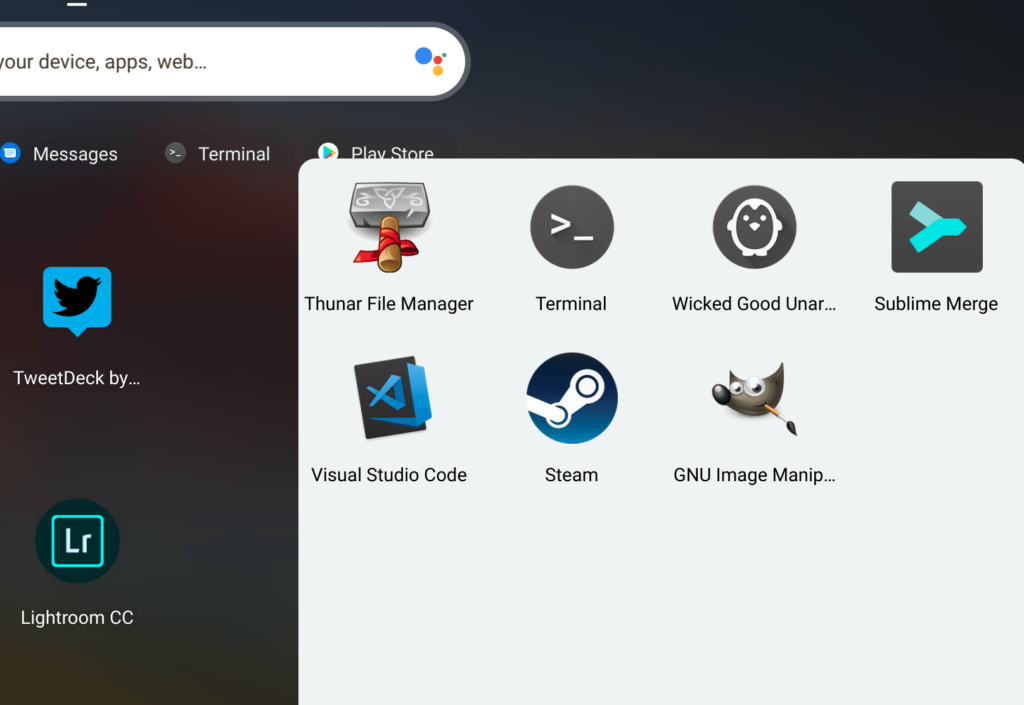 your device, apps, web...
Messages
Terminal
Play Store
Thunar File Manager
Terminal
Wicked Good Unar...
Sublime Merge
TweetDeck by...
Visual Studio Code
Steam
GNU Image Manip...
Lr
Lightroom CC